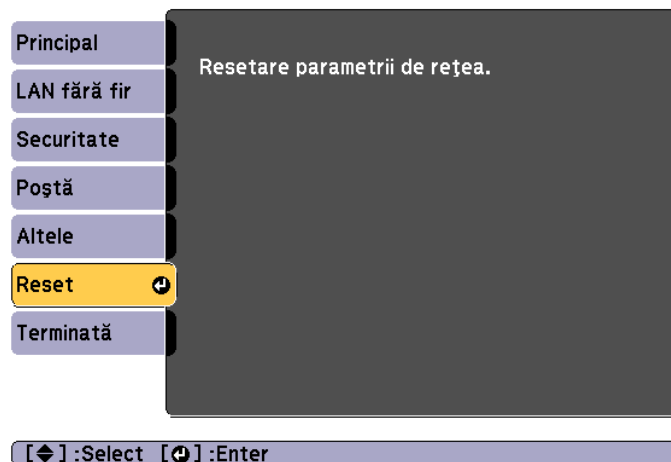 Principal
Resetare parametrii de reţea.
LAN fără fir
Securitate
Poştă
Altele
Reset
Terminată
[◆] :Select [↵] :Enter